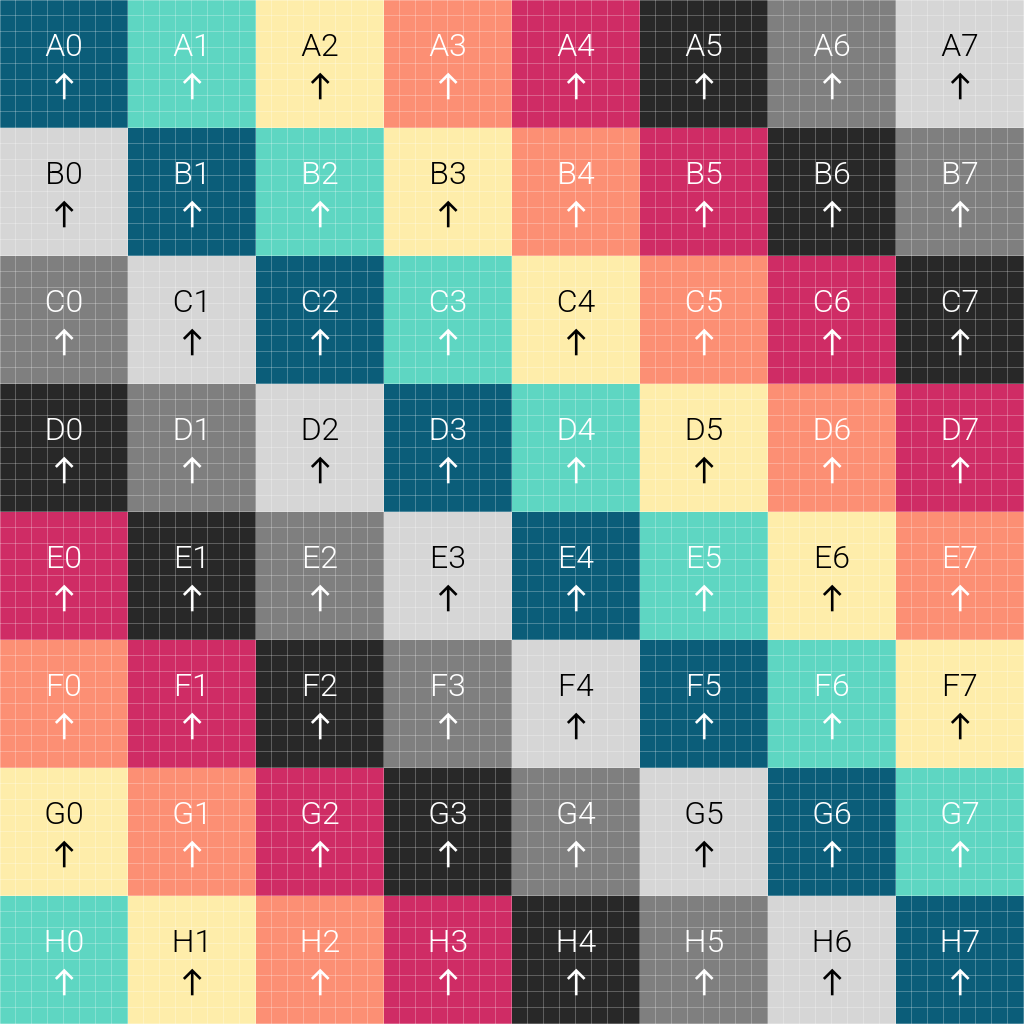 A0 A1 A2 A3 A4 A5 A6 A7
↑ ↑ ↑ ↑ ↑ ↑ ↑ ↑
B0 B1 B2 B3 B4 B5 B6 B7
↑ ↑ ↑ ↑ ↑ ↑ ↑ ↑
C0 C1 C2 C3 C4 C5 C6 C7
↑ ↑ ↑ ↑ ↑ ↑ ↑ ↑
D0 D1 D2 D3 D4 D5 D6 D7
↑ ↑ ↑ ↑ ↑ ↑ ↑ ↑
E0 E1 E2 E3 E4 E5 E6 E7
↑ ↑ ↑ ↑ ↑ ↑ ↑ ↑
F0 F1 F2 F3 F4 F5 F6 F7
↑ ↑ ↑ ↑ ↑ ↑ ↑ ↑
G0 G1 G2 G3 G4 G5 G6 G7
↑ ↑ ↑ ↑ ↑ ↑ ↑ ↑
H0 H1 H2 H3 H4 H5 H6 H7
↑ ↑ ↑ ↑ ↑ ↑ ↑ ↑